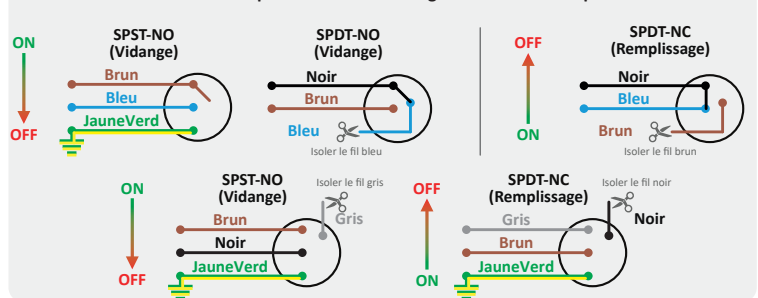 SPST-NO
(Vidange)
ON
OFF
Brun
Bleu
JauneVerd
SPDT-NO
(Vidange)
Noir
Brun
Bleu
Isoler le fil bleu
SPDT-NC
(Remplissage)
OFF
ON
Noir
Bleu
Brun
Isoler le fil brun
SPST-NO
(Vidange)
ON
OFF
Isoler le fil gris
Gris
Brun
Noir
JauneVerd
SPDT-NC
(Remplissage)
OFF
ON
Isoler le fil noir
Noir
Gris
Brun
JauneVerd